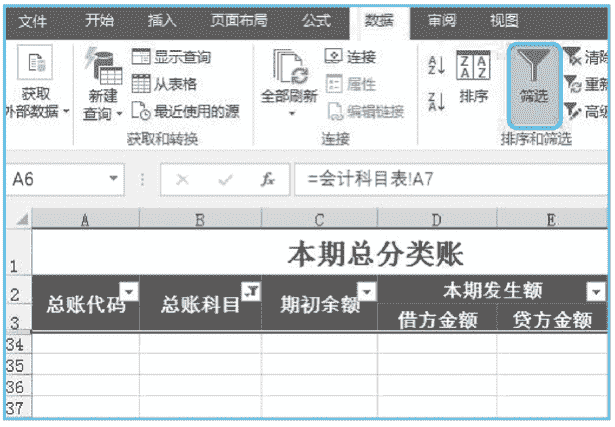 文件 开始 插入 页面布局 公式 数据 审阅 视图
获取
外部数据
新建
查询
显示查询
从表格
最近使用的源
获取和转换
全部刷新
连接
属性
编辑链接
连接
A
Z
Z
A
Z A
A Z
排序
筛选
清除
重新
高级
排序和筛选
A6 fx =会计科目表!A7
A B C D E
1 本期总分类账
2 总账代码 总账科目 期初余额 本期发生额
3 借方金额 贷方金额
34
35
36
37